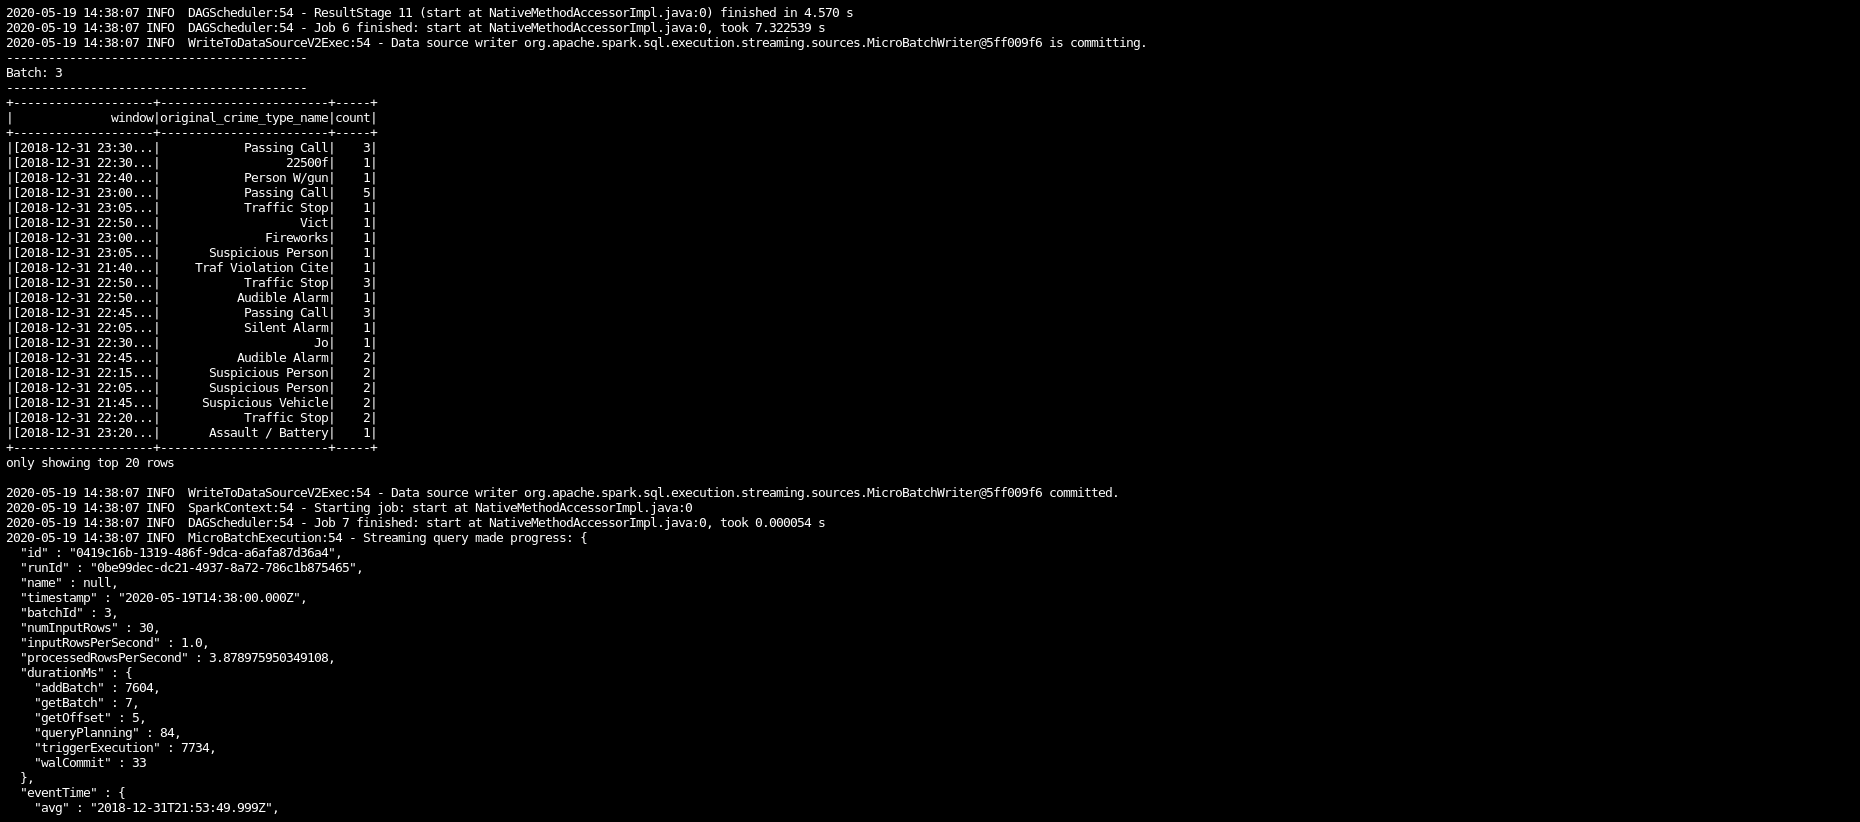 2020-05-19 14:38:07 INFO  DAGScheduler:54 - ResultStage 11 (start at NativeMethodAccessorImpl.java:0) finished in 4.570 s
2020-05-19 14:38:07 INFO  DAGScheduler:54 - Job 6 finished: start at NativeMethodAccessorImpl.java:0, took 7.322539 s
2020-05-19 14:38:07 INFO  WriteToDataSourceV2Exec:54 - Data source writer org.apache.spark.sql.execution.streaming.sources.MicroBatchWriter@5ff009f6 is committing.
-------------------------------------------
Batch: 3
-------------------------------------------
+--------------------+------------------------+-----+
|              window|original_crime_type_name|count|
+--------------------+------------------------+-----+
|[2018-12-31 23:30...|            Passing Call|    3|
|[2018-12-31 22:30...|                  22500f|    1|
|[2018-12-31 22:40...|            Person W/gun|    1|
|[2018-12-31 23:00...|            Passing Call|    5|
|[2018-12-31 23:05...|            Traffic Stop|    1|
|[2018-12-31 22:50...|                    Vict|    1|
|[2018-12-31 23:00...|               Fireworks|    1|
|[2018-12-31 23:05...|       Suspicious Person|    1|
|[2018-12-31 21:40...|     Traf Violation Cite|    1|
|[2018-12-31 22:50...|            Traffic Stop|    3|
|[2018-12-31 22:50...|           Audible Alarm|    1|
|[2018-12-31 22:45...|            Passing Call|    3|
|[2018-12-31 22:05...|            Silent Alarm|    1|
|[2018-12-31 22:30...|                      Jo|    1|
|[2018-12-31 22:45...|           Audible Alarm|    2|
|[2018-12-31 22:15...|       Suspicious Person|    2|
|[2018-12-31 22:05...|       Suspicious Person|    2|
|[2018-12-31 21:45...|      Suspicious Vehicle|    2|
|[2018-12-31 22:20...|            Traffic Stop|    2|
|[2018-12-31 23:20...|       Assault / Battery|    1|
+--------------------+------------------------+-----+
only showing top 20 rows

2020-05-19 14:38:07 INFO  WriteToDataSourceV2Exec:54 - Data source writer org.apache.spark.sql.execution.streaming.sources.MicroBatchWriter@5ff009f6 committed.
2020-05-19 14:38:07 INFO  SparkContext:54 - Starting job: start at NativeMethodAccessorImpl.java:0
2020-05-19 14:38:07 INFO  DAGScheduler:54 - Job 7 finished: start at NativeMethodAccessorImpl.java:0, took 0.000054 s
2020-05-19 14:38:07 INFO  MicroBatchExecution:54 - Streaming query made progress: {
  "id" : "0419c16b-1319-486f-9dca-a6afa87d36a4",
  "runId" : "0be99dec-dc21-4937-8a72-786c1b875465",
  "name" : null,
  "timestamp" : "2020-05-19T14:38:00.000Z",
  "batchId" : 3,
  "numInputRows" : 30,
  "inputRowsPerSecond" : 1.0,
  "processedRowsPerSecond" : 3.878975950349108,
  "durationMs" : {
    "addBatch" : 7604,
    "getBatch" : 7,
    "getOffset" : 5,
    "queryPlanning" : 84,
    "triggerExecution" : 7734,
    "walCommit" : 33
  },
  "eventTime" : {
    "avg" : "2018-12-31T21:53:49.999Z",